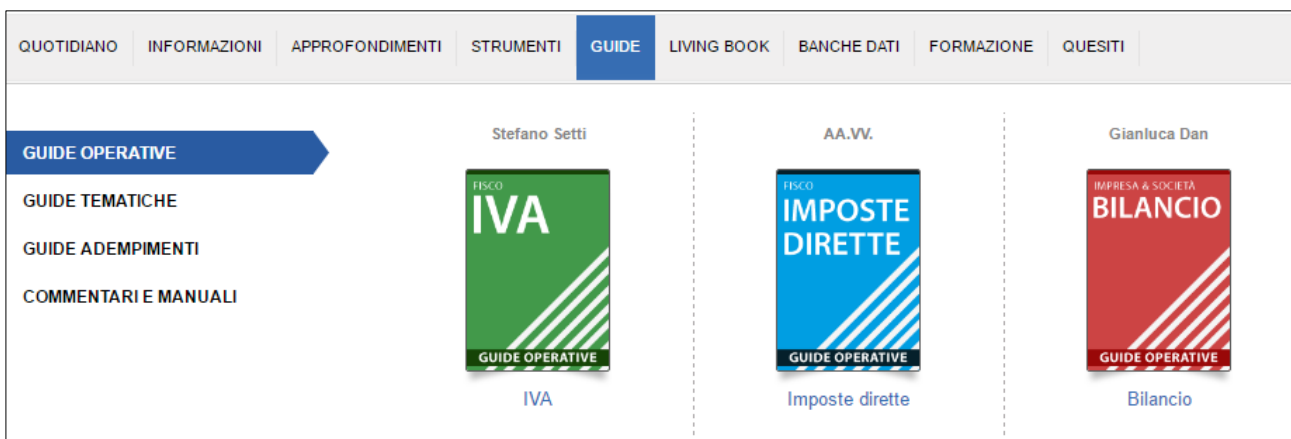 QUOTIDIANO INFORMAZIONI APPROFONDIMENTI STRUMENTI GUIDE LIVING BOOK BANCHE DATI FORMAZIONE QUESITI
GUIDE OPERATIVE
GUIDE TEMATICHE
GUIDE ADEMPIMENTI
COMMENTARI E MANUALI
Stefano Setti
FISCO
IVA
GUIDE OPERATIVE
IVA
AA.VV.
FISCO
IMPOSTE
DIRETTE
GUIDE OPERATIVE
Imposte dirette
Gianluca Dan
IMPRESA & SOCIETÀ
BILANCIO
GUIDE OPERATIVE
Bilancio